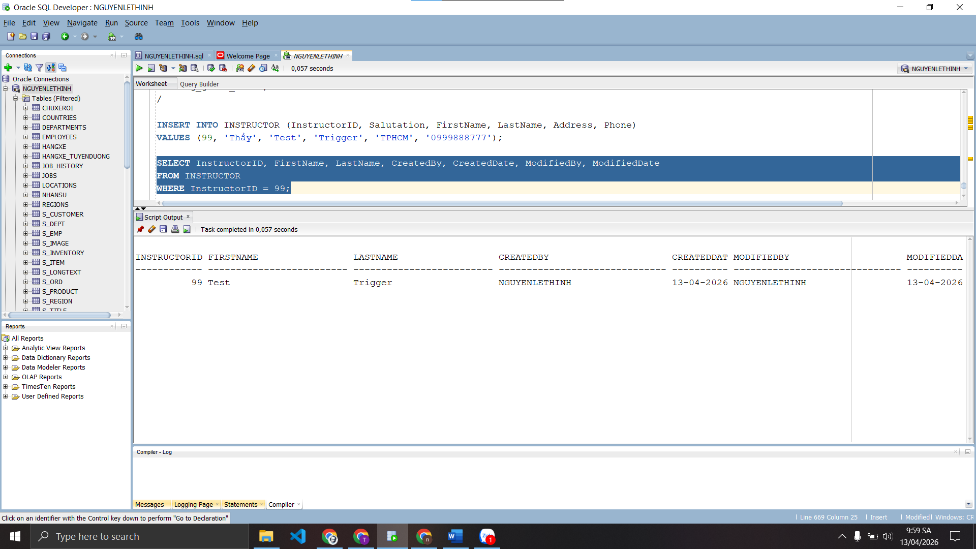 Oracle SQL Developer : NGUYENLETHINH
File Edit View Navigate Run Source Team Tools Window Help
Connections
NGUYENLETHINH.sql Welcome Page NGUYENLETHINH
0,057 seconds NGUYENLETHINH
Worksheet Query Builder
Oracle Connections
NGUYENLETHINH
Tables (Filtered)
CHUXEROI
COUNTRIES
DEPARTMENTS
EMPLOYEES
HANGXE
HANGXE_TUYENDUONG
JOB_HISTORY
JOBS
LOCATIONS
NHANSU
REGIONS
S_CUSTOMER
S_DEPT
S_EMP
S_IMAGE
S_INVENTORY
S_ITEM
S_LONGTEXT
S_ORD
S_PRODUCT
S_REGION
S_TITLE
/
INSERT INTO INSTRUCTOR (InstructorID, Salutation, FirstName, LastName, Address, Phone)
VALUES (99, 'Thầy', 'Test', 'Trigger', 'TPHCM', '0999888777');
SELECT InstructorID, FirstName, LastName, CreatedBy, CreatedDate, ModifiedBy, ModifiedDate
FROM INSTRUCTOR
WHERE InstructorID = 99;
Script Output
Task completed in 0,057 seconds
INSTRUCTORID FIRSTNAME LASTNAME CREATEDBY CREATEDDAT MODIFIEDBY MODIFIEDDA
99 Test Trigger NGUYENLETHINH 13-04-2026 NGUYENLETHINH 13-04-2026
Reports
All Reports
Analytic View Reports
Data Dictionary Reports
Data Modeler Reports
OLAP Reports
TimesTen Reports
User Defined Reports
Compiler - Log
Messages Logging Page Statements Compiler
Click on an identifier with the Control key down to perform "Go to Declaration"
Line 669 Column 25 Insert Modified Windows: CF
Type here to search
9:59 SA
13/04/2026